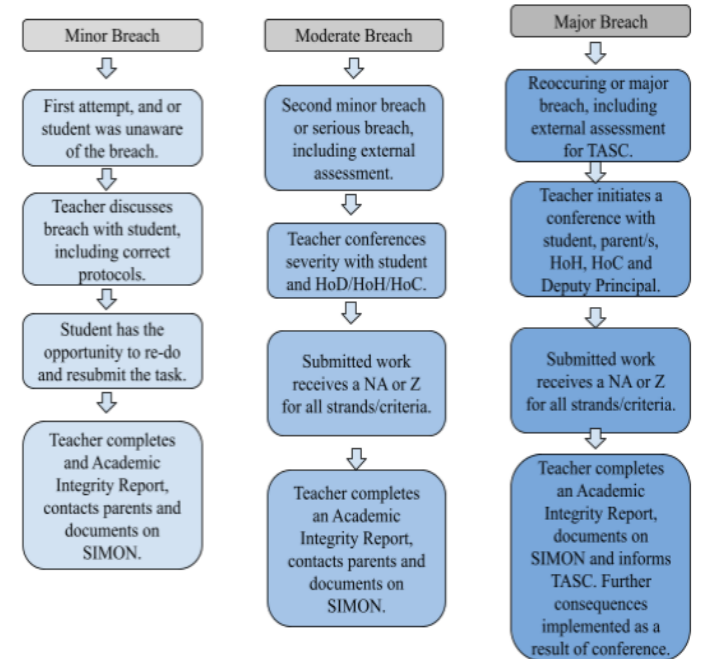 Minor Breach
First attempt, and or
student was unaware
of the breach.
Teacher discusses
breach with student,
including correct
protocols.
Student has the
opportunity to re-do
and resubmit the task.
Teacher completes
and Academic
Integrity Report,
contacts parents and
documents on
SIMON.
Moderate Breach
Second minor breach
or serious breach,
including external
assessment.
Teacher conferences
severity with student
and HoD/HoH/HoC.
Submitted work
receives a NA or Z
for all strands/criteria.
Teacher completes
an Academic
Integrity Report,
contacts parents and
documents on
SIMON.
Major Breach
Reoccuring or major
breach, including
external assessment
for TASC.
Teacher initiates a
conference with
student, parent/s,
HoH, HoC and
Deputy Principal.
Submitted work
receives a NA or Z
for all strands/criteria.
Teacher completes
an Academic
Integrity Report,
documents on
SIMON and informs
TASC. Further
consequences
implemented as a
result of conference.